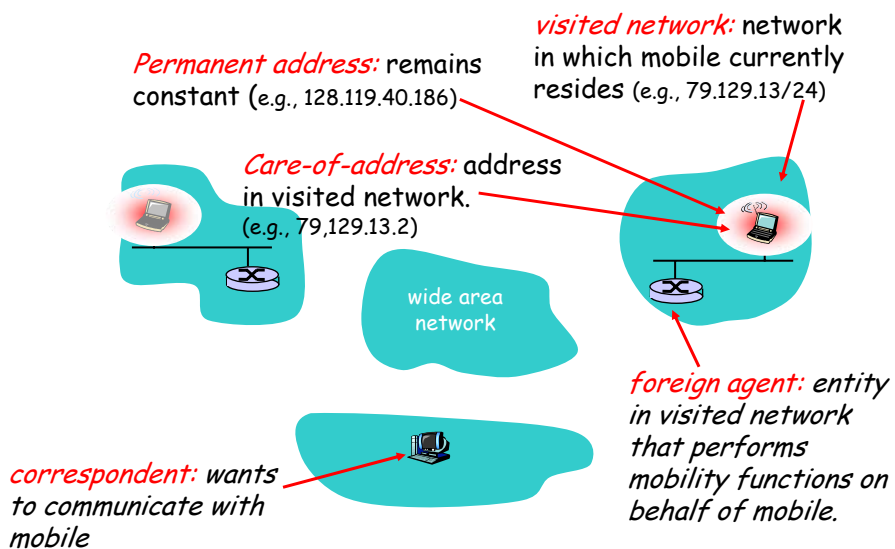 visited network: network
in which mobile currently
resides (e.g., 79.129.13/24)
Permanent address: remains
constant (e.g., 128.119.40.186)
Care-of-address: address
in visited network.
(e.g., 79,129.13.2)
wide area
network
foreign agent: entity
in visited network
that performs
mobility functions on
behalf of mobile.
correspondent: wants
to communicate with
mobile